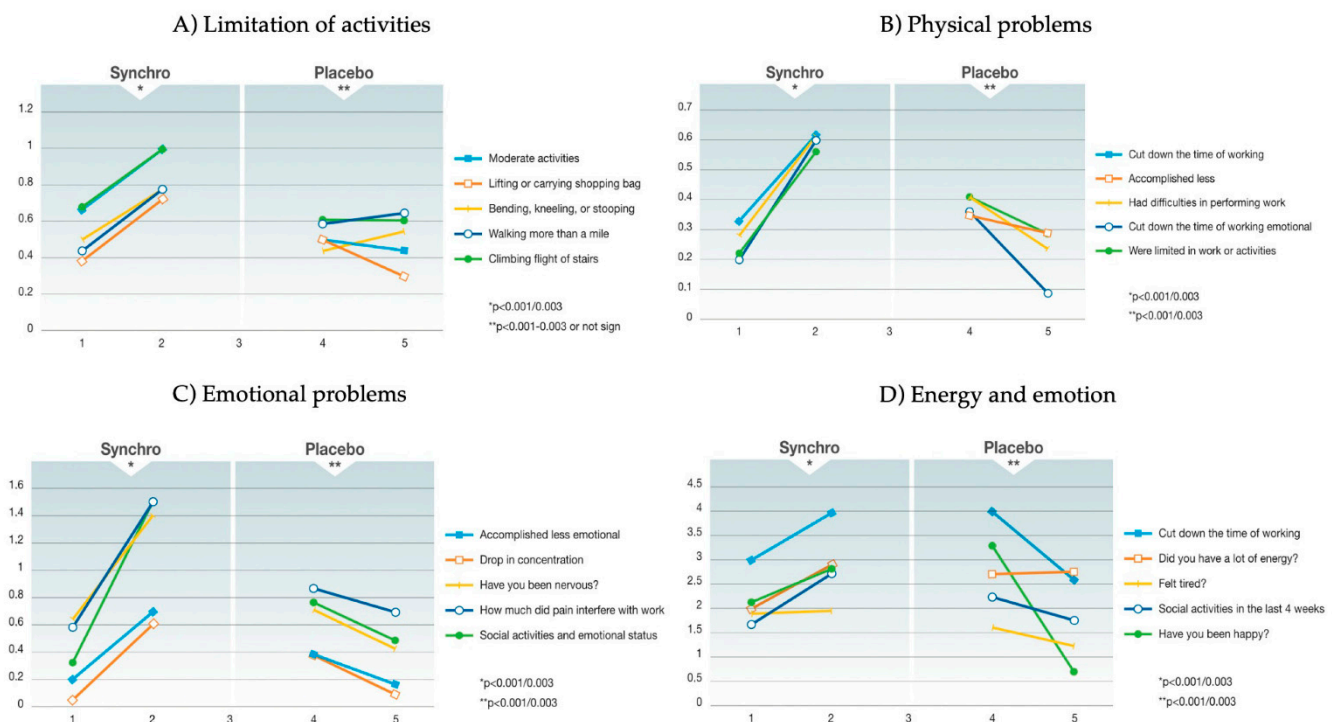 A) Limitation of activities
Synchro
*
Placebo
**
1.2
1
0.8
0.6
0.4
0.2
0
1 2 3 4 5
Moderate activities
Lifting or carrying shopping bag
Bending, kneeling, or stooping
Walking more than a mile
Climbing flight of stairs
*p<0.001/0.003
**p<0.001-0.003 or not sign
B) Physical problems
Synchro
*
Placebo
**
0.7
0.6
0.5
0.4
0.3
0.2
0.1
0
1 2 3 4 5
Cut down the time of working
Accomplished less
Had difficulties in performing work
Cut down the time of working emotional
Were limited in work or activities
*p<0.001/0.003
**p<0.001/0.003
C) Emotional problems
Synchro
*
Placebo
**
1.6
1.4
1.2
1
0.8
0.6
0.4
0.2
0
1 2 3 4 5
Accomplished less emotional
Drop in concentration
Have you been nervous?
How much did pain interfere with work
Social activities and emotional status
*p<0.001/0.003
**p<0.001/0.003
D) Energy and emotion
Synchro
*
Placebo
**
4.5
4
3.5
3
2.5
2
1.5
1
0.5
0
1 2 3 4 5
Cut down the time of working
Did you have a lot of energy?
Felt tired?
Social activities in the last 4 weeks
Have you been happy?
*p<0.001/0.003
**p<0.001/0.003